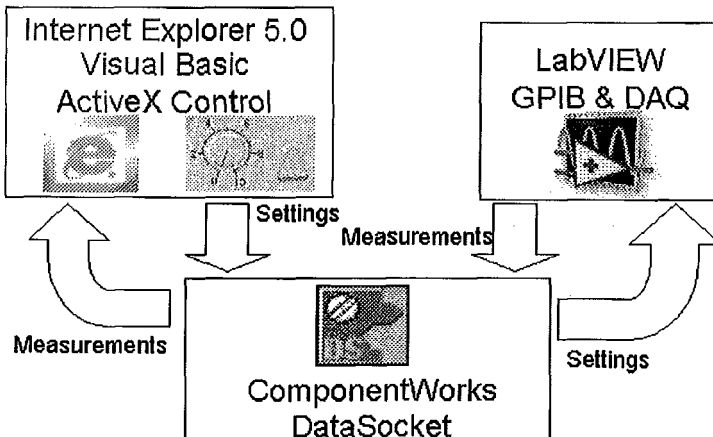 Internet Explorer 5.0
Visual Basic
ActiveX Control
LabVIEW
GPIB & DAQ
Settings
Measurements
Measurements
Settings
ComponentWorks
DataSocket